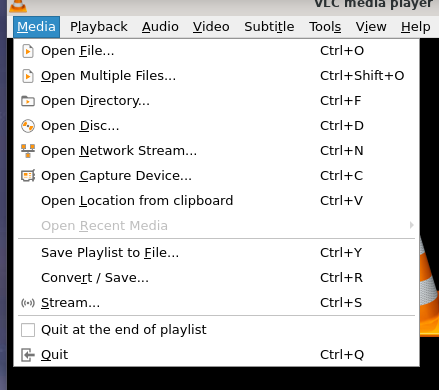 VLC media player
Media Playback Audio Video Subtitle Tools View Help
Open File... Ctrl+O
Open Multiple Files... Ctrl+Shift+O
Open Directory... Ctrl+F
Open Disc... Ctrl+D
Open Network Stream... Ctrl+N
Open Capture Device... Ctrl+C
Open Location from clipboard Ctrl+V
Open Recent Media
Save Playlist to File... Ctrl+Y
Convert / Save... Ctrl+R
Stream... Ctrl+S
Quit at the end of playlist
Quit Ctrl+Q